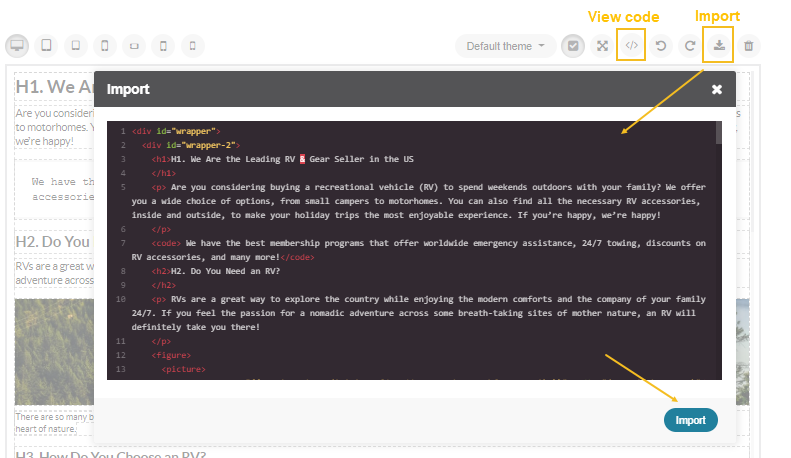 View code
Import
Default theme
H1. We Ar
Import
Are you consideri
to motorhomes. Y
we're happy!
s
We have th
accessorie
H2. Do You
RVs are a great w
adventure across
There are so many b
heart of nature.
H3. How Do You Choose an RV?
1 <div id="wrapper">
2 <div id="wrapper-2">
3 <h1>H1. We Are the Leading RV & Gear Seller in the US
4 </h1>
5 <p> Are you considering buying a recreational vehicle (RV) to spend weekends outdoors with your family? We offer
you a wide choice of options, from small campers to motorhomes. You can also find all the necessary RV accessories,
inside and outside, to make your holiday trips the most enjoyable experience. If you’re happy, we’re happy!
6 </p>
7 <code> We have the best membership programs that offer worldwide emergency assistance, 24/7 towing, discounts on
RV accessories, and many more!</code>
8 <h2>H2. Do You Need an RV?
9 </h2>
10 <p> RVs are a great way to explore the country while enjoying the modern comforts and the company of your family
24/7. If you feel the passion for a nomadic adventure across some breath-taking sites of mother nature, an RV will
definitely take you there!
11 </p>
12 <figure>
13 <picture>
Import